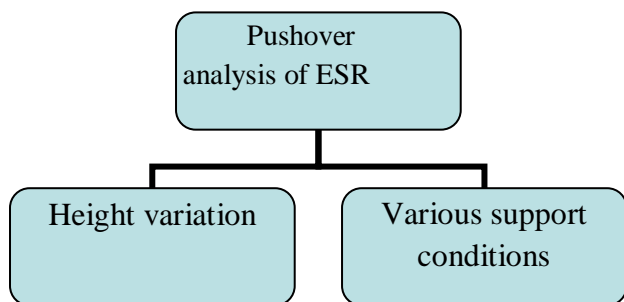 Pushover
analysis of ESR
Height variation
Various support
conditions